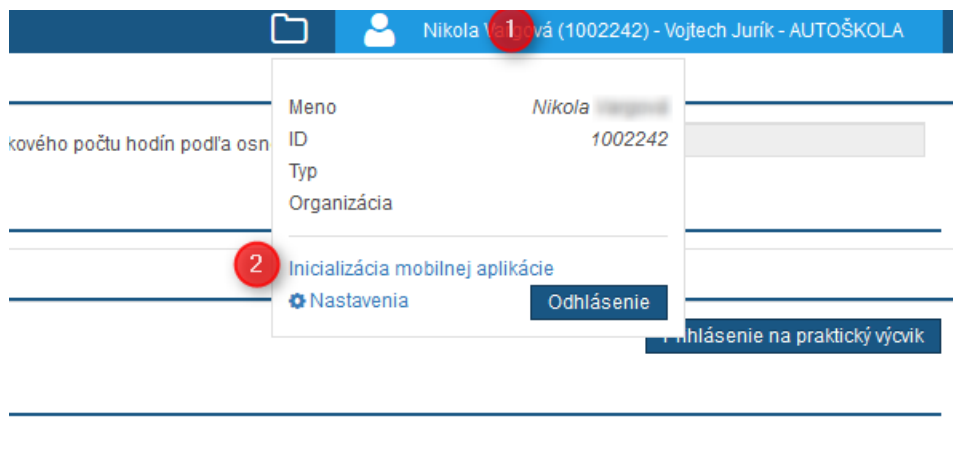 Nikola 1 vá (1002242) - Vojtech Jurík - AUTOŠKOLA
Meno Nikola
kového počtu hodín podľa osn
ID 1002242
Typ
Organizácia
2 Inicializácia mobilnej aplikácie
Nastavenia Odhlásenie
hlásenie na praktický výcvik